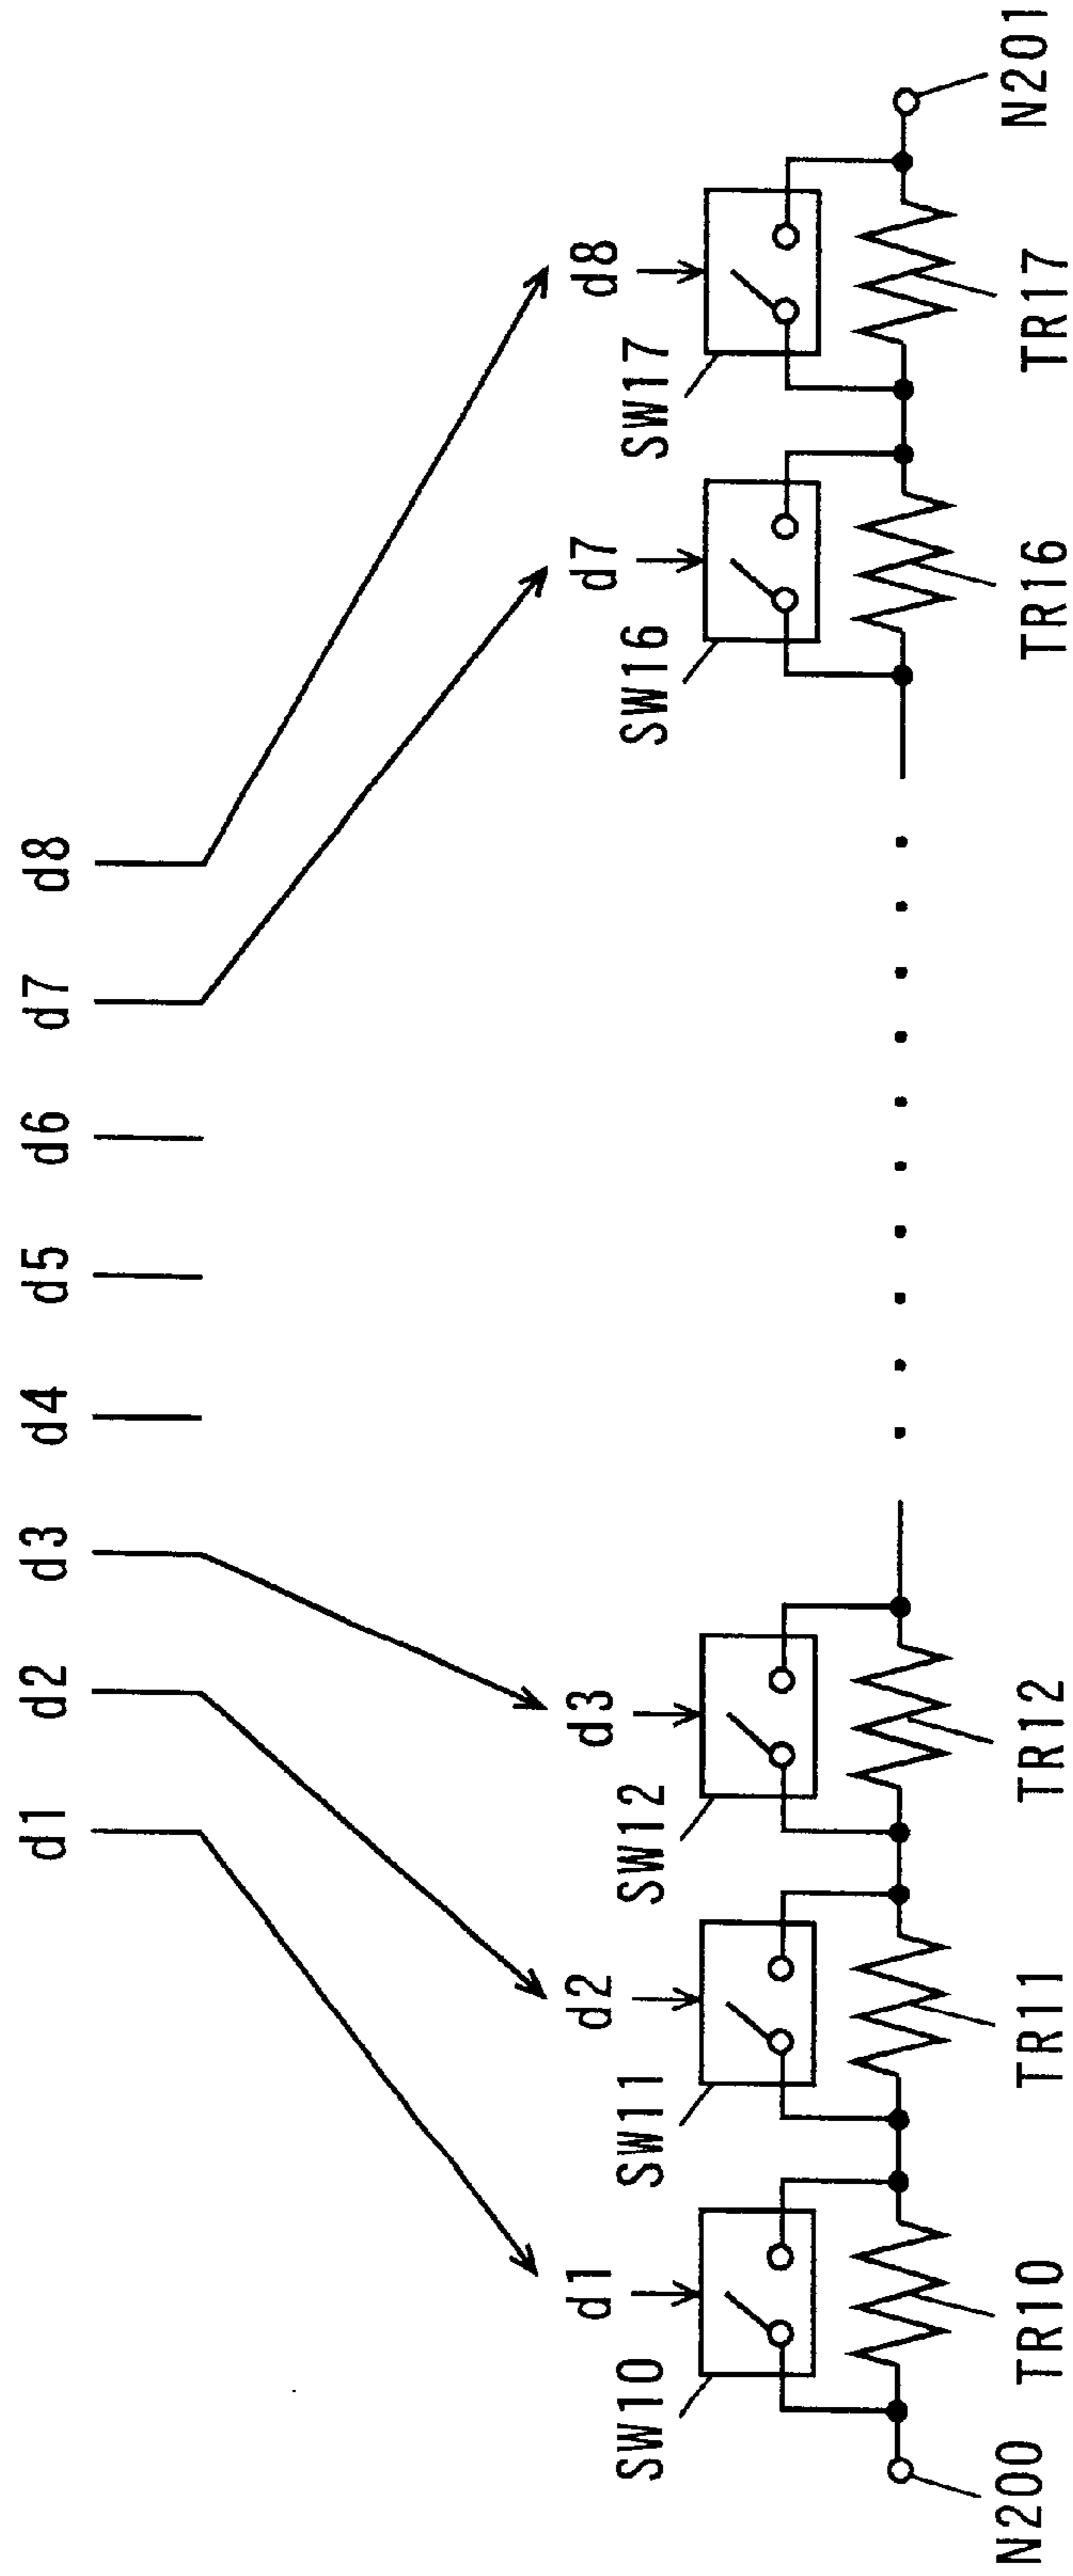 d1 d2 d3 d4 d5 d6 d7 d8
d1 d2 d3 d7 d8
SW10 SW11 SW12 SW16 SW17
N200 TR10 TR11 TR12 TR16 TR17 N201